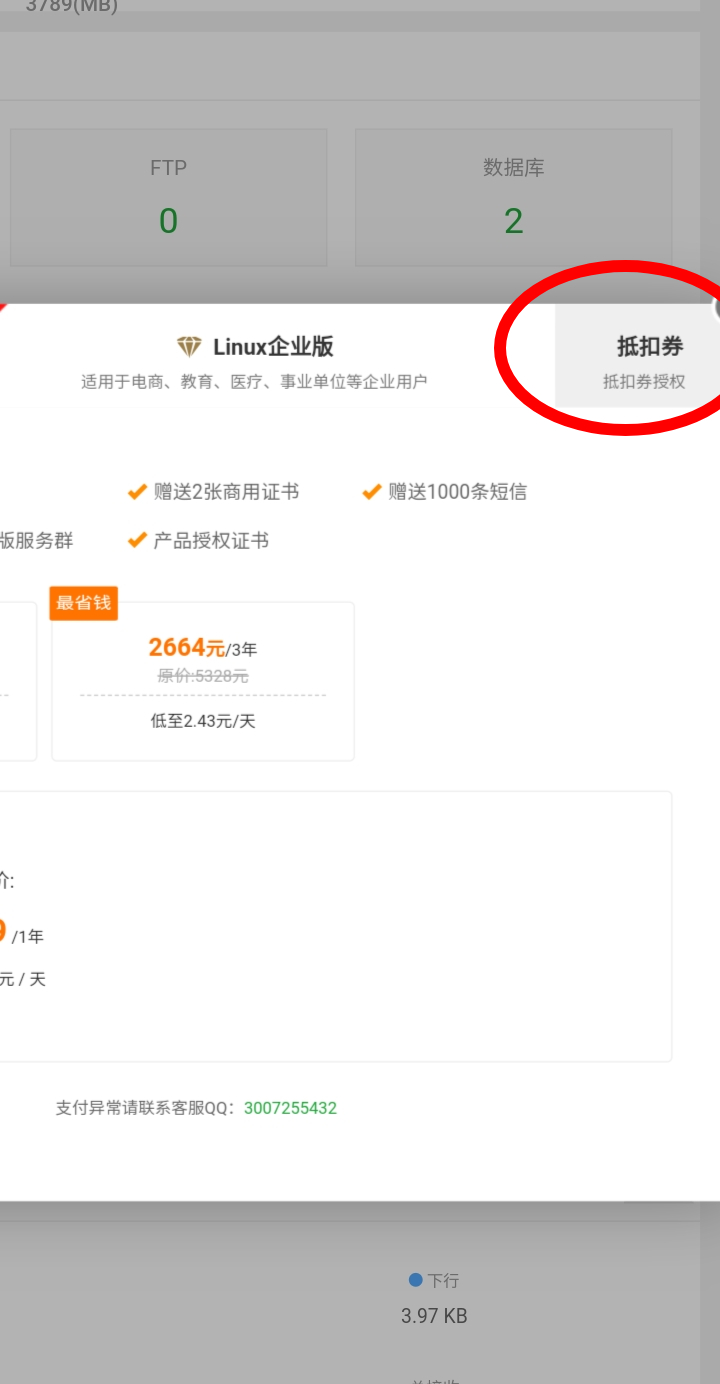 3789(MB)
FTP
数据库
0
2
Linux企业版
抵扣券
适用于电商、教育、医疗、事业单位等企业用户
抵扣券授权
赠送2张商用证书
赠送1000条短信
版服务群
产品授权证书
最省钱
2664元/3年
原价:5328元
低至2.43元/天
价:
9 /1年
元 / 天
支付异常请联系客服QQ：3007255432
下行
3.97 KB